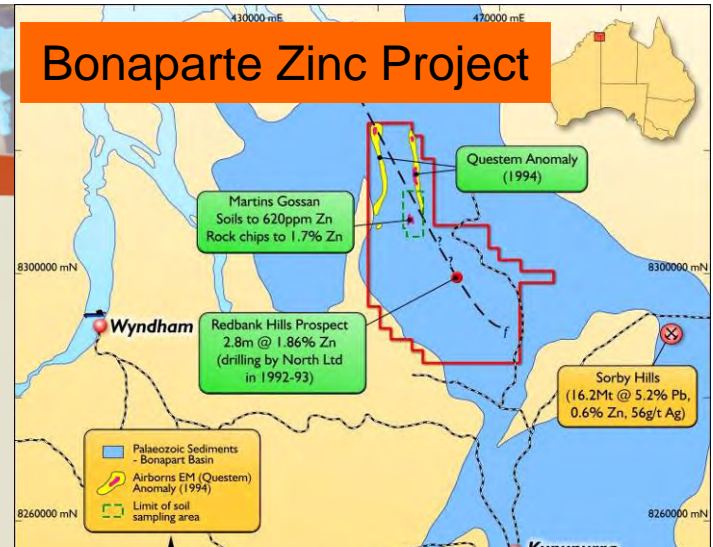 430000 mE
470000 mE
Bonaparte Zinc Project
Questem Anomaly
(1994)
Martins Gossan
Soils to 620ppm Zn
Rock chips to 1.7% Zn
?
?
8300000 mN
8300000 mN
Wyndham
Redbank Hills Prospect
2.8m @ 1.86% Zn
(drilling by North Ltd
in 1992-93)
f
Sorby Hills
(16.2Mt @ 5.2% Pb,
0.6% Zn, 56g/t Ag)
Palaeozoic Sediments
- Bonapart Basin
Airborns EM (Questem)
Anomaly (1994)
Limit of soil
sampling area
8260000 mN
8260000 mN